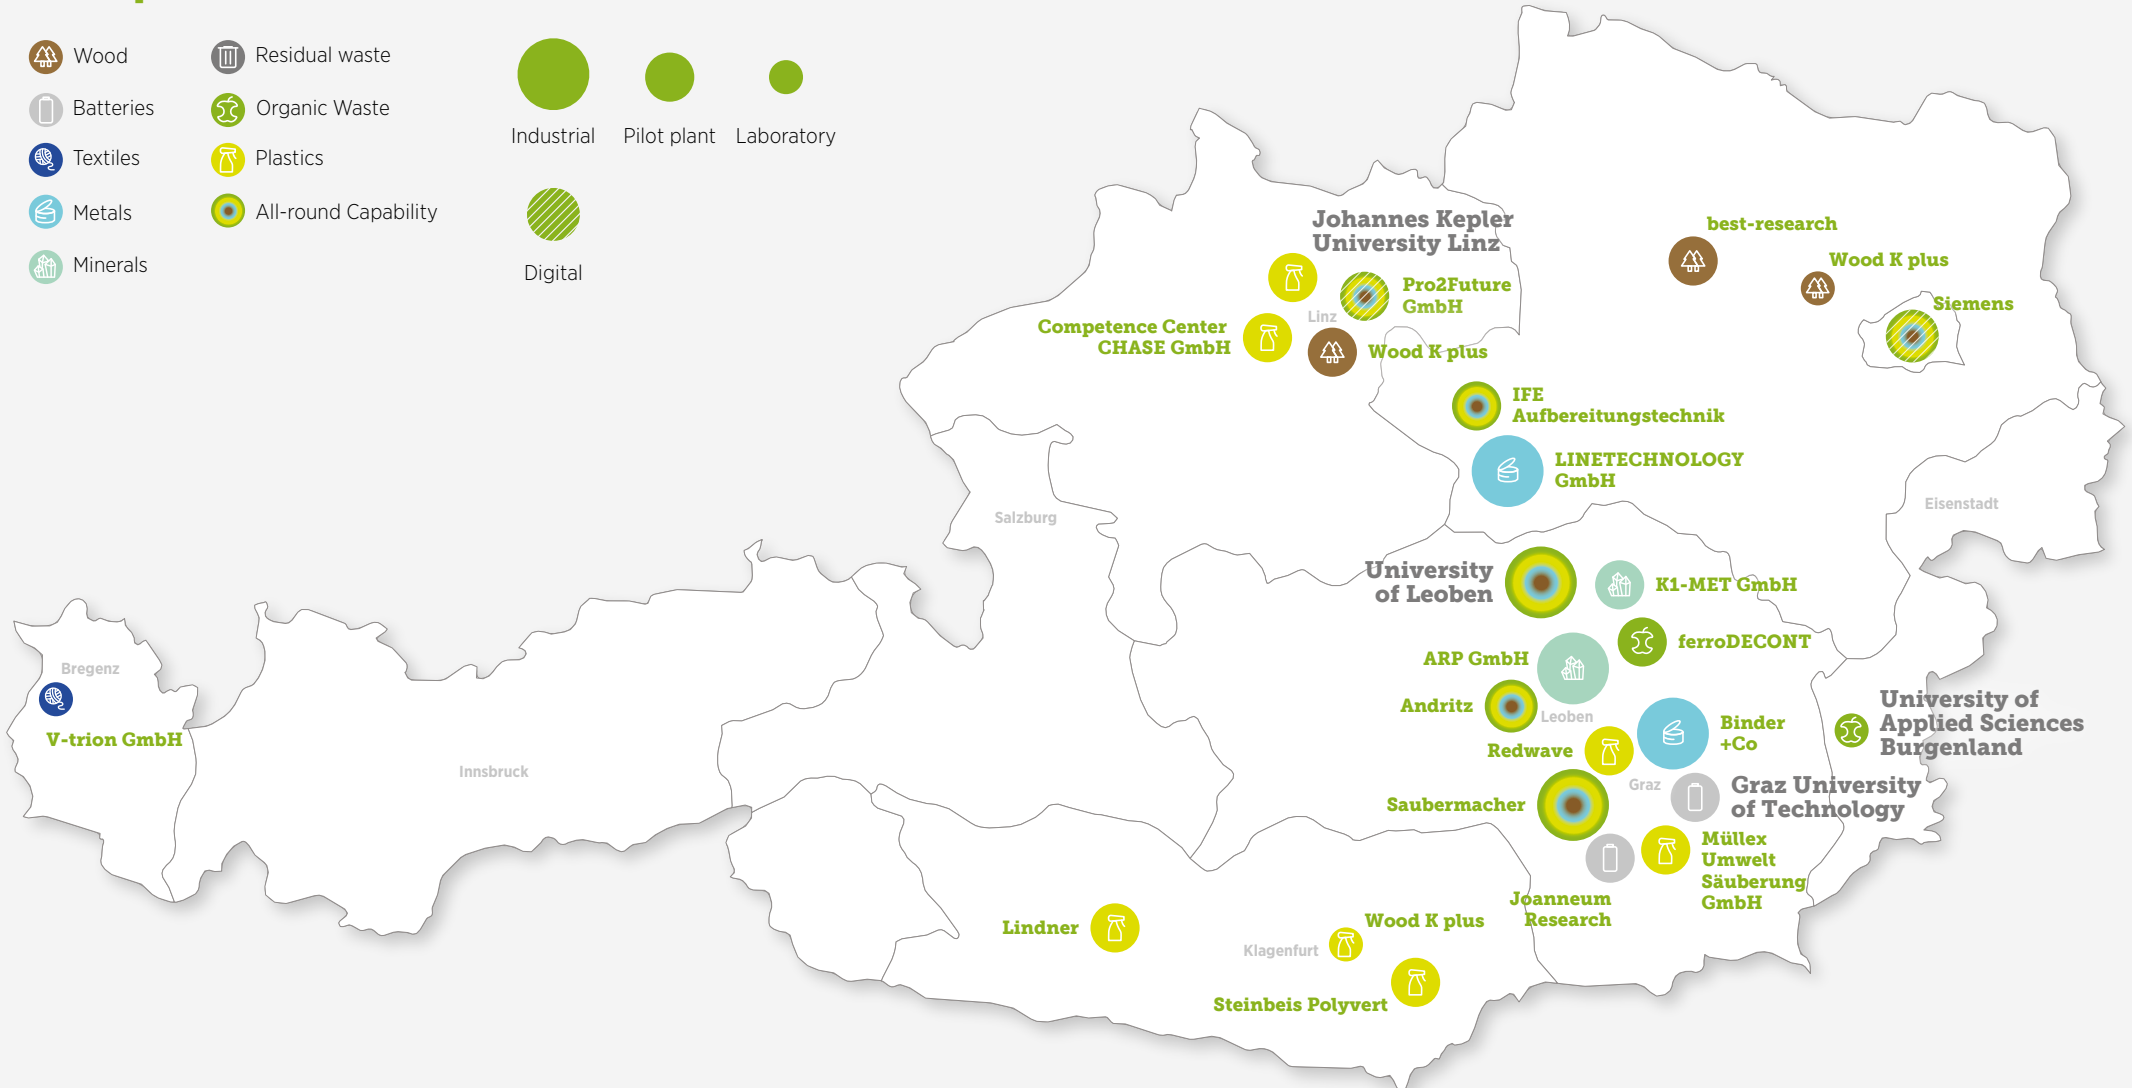 Wood
Batteries
Textiles
Metals
Minerals
Residual waste
Organic Waste
Plastics
All-round Capability
Industrial
Pilot plant
Laboratory
Digital
Johannes Kepler
University Linz
Pro2Future
GmbH
Linz
Competence Center
CHASE GmbH
Wood K plus
best-research
Wood K plus
Siemens
IFE
Aufbereitungstechnik
LINETECHNOLOGY
GmbH
Salzburg
Eisenstadt
University
of Leoben
K1-MET GmbH
ferroDECONT
ARP GmbH
Andritz
Leoben
Binder
+Co
Redwave
Graz
Graz University
of Technology
Saubermacher
Müllex
Umwelt
Säuberung
GmbH
Joanneum
Research
University of
Applied Sciences
Burgenland
Bregenz
V-trion GmbH
Innsbruck
Lindner
Klagenfurt
Wood K plus
Steinbeis Polyvert